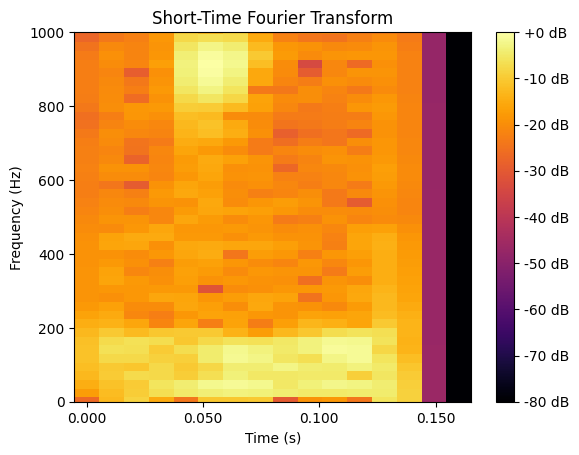 Short-Time Fourier Transform
Frequency (Hz)
1000
800
600
400
200
0
0.000
0.050
0.100
0.150
Time (s)
+0 dB
-10 dB
-20 dB
-30 dB
-40 dB
-50 dB
-60 dB
-70 dB
-80 dB